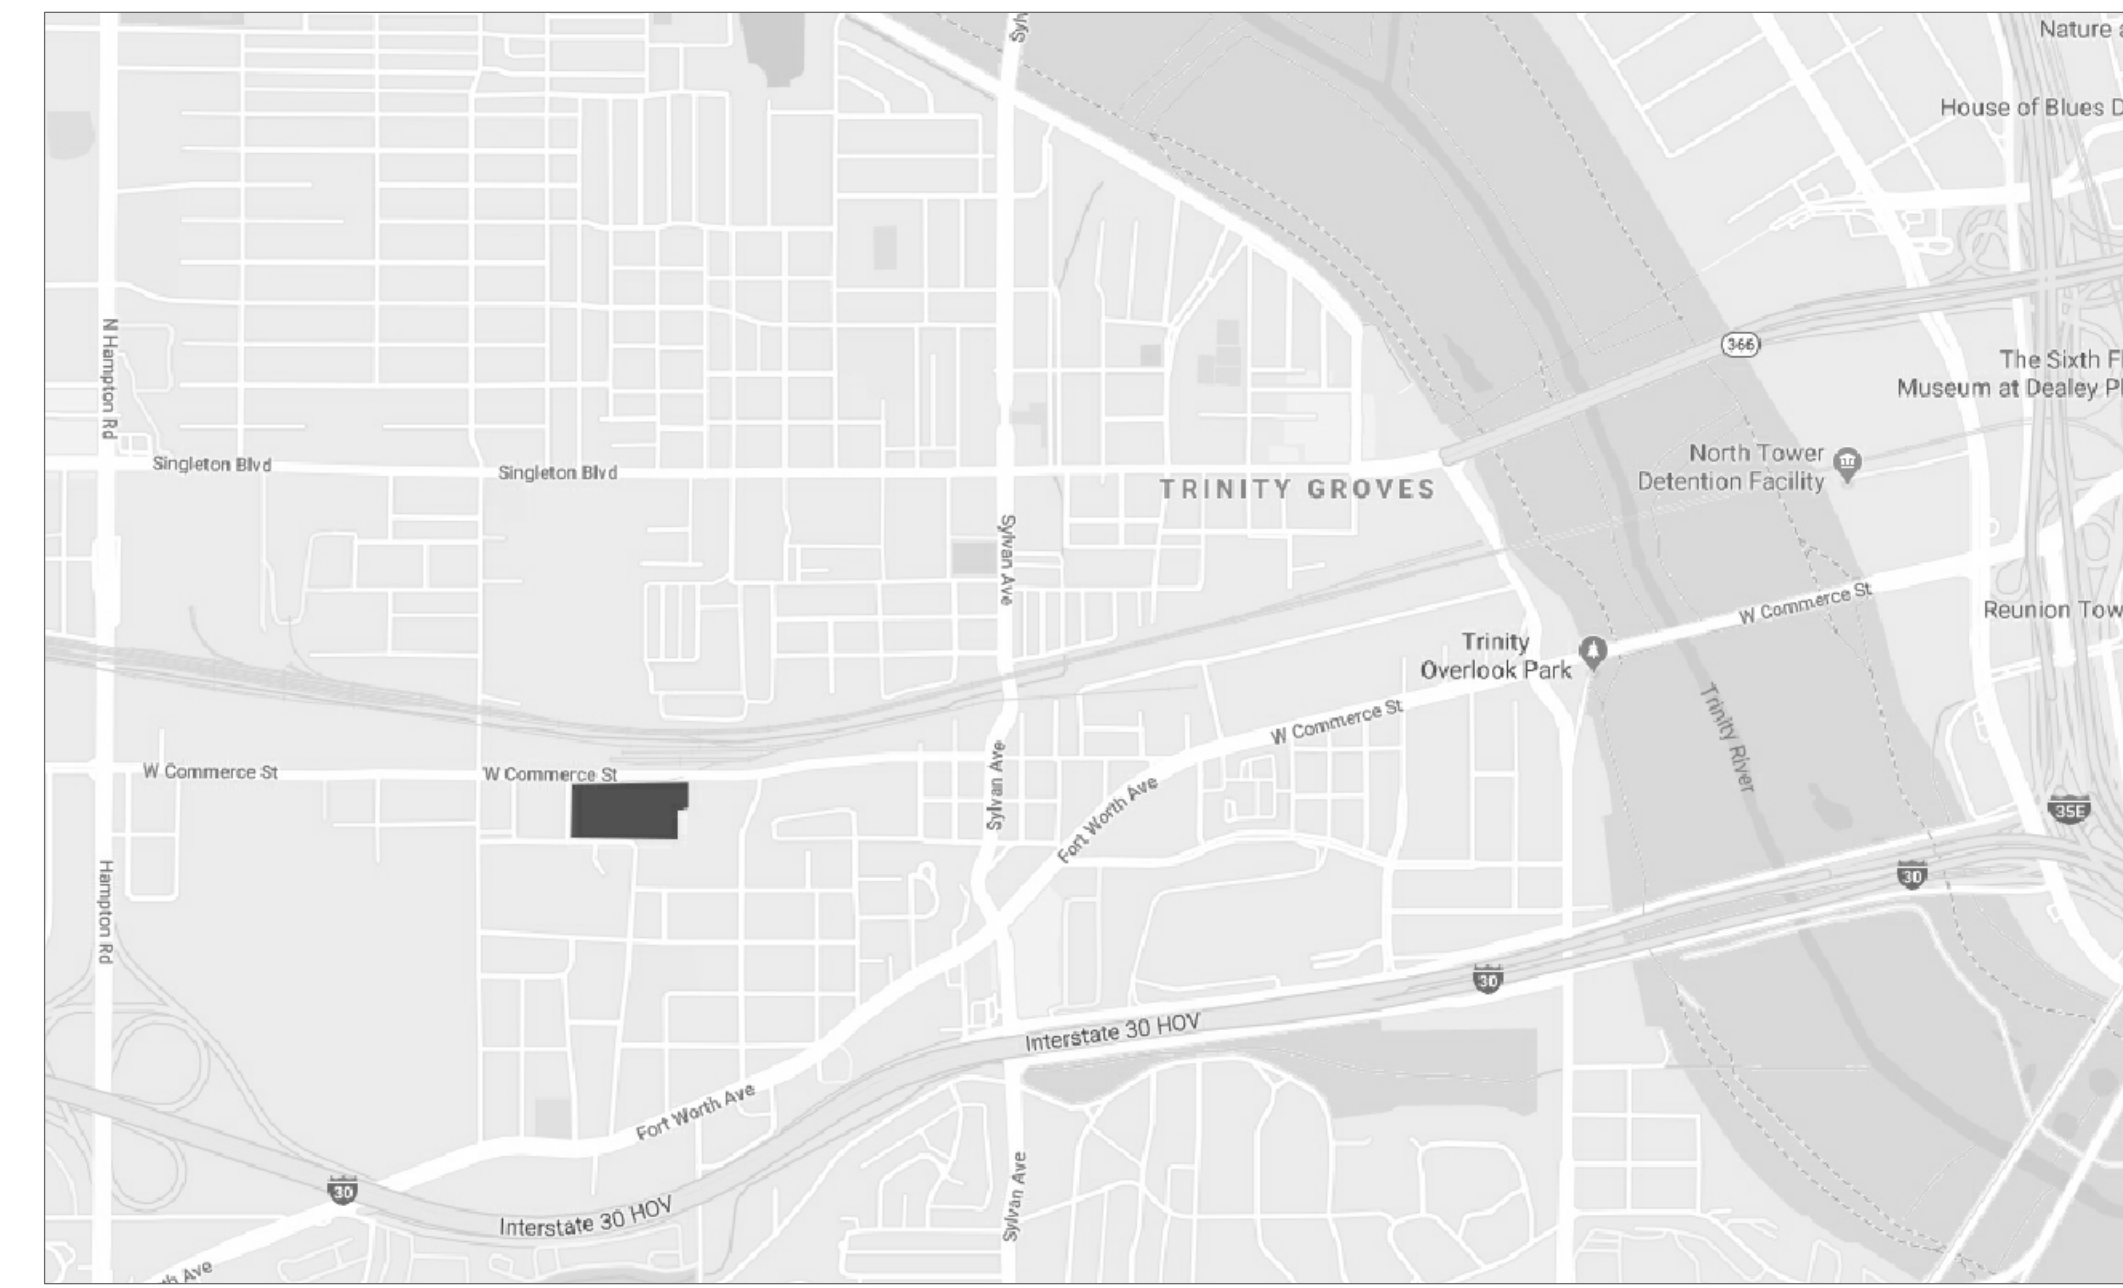 Sylv
Nature a
House of Blues D
366
N Hampton Rd
The Sixth Fl
Museum at Dealey Pl
North Tower
Detention Facility
Singleton Blvd
Singleton Blvd
TRINITY GROVES
Sylvan Ave
W Commerce St
Reunion Tow
Trinity
Overlook Park
Trinity River
W Commerce St
W Commerce St
W Commerce St
Sylvan Ave
Fort Worth Ave
35E
30
Hampton Rd
30
Interstate 30 HOV
Fort Worth Ave
30
Interstate 30 HOV
Sylvan Ave
th Ave